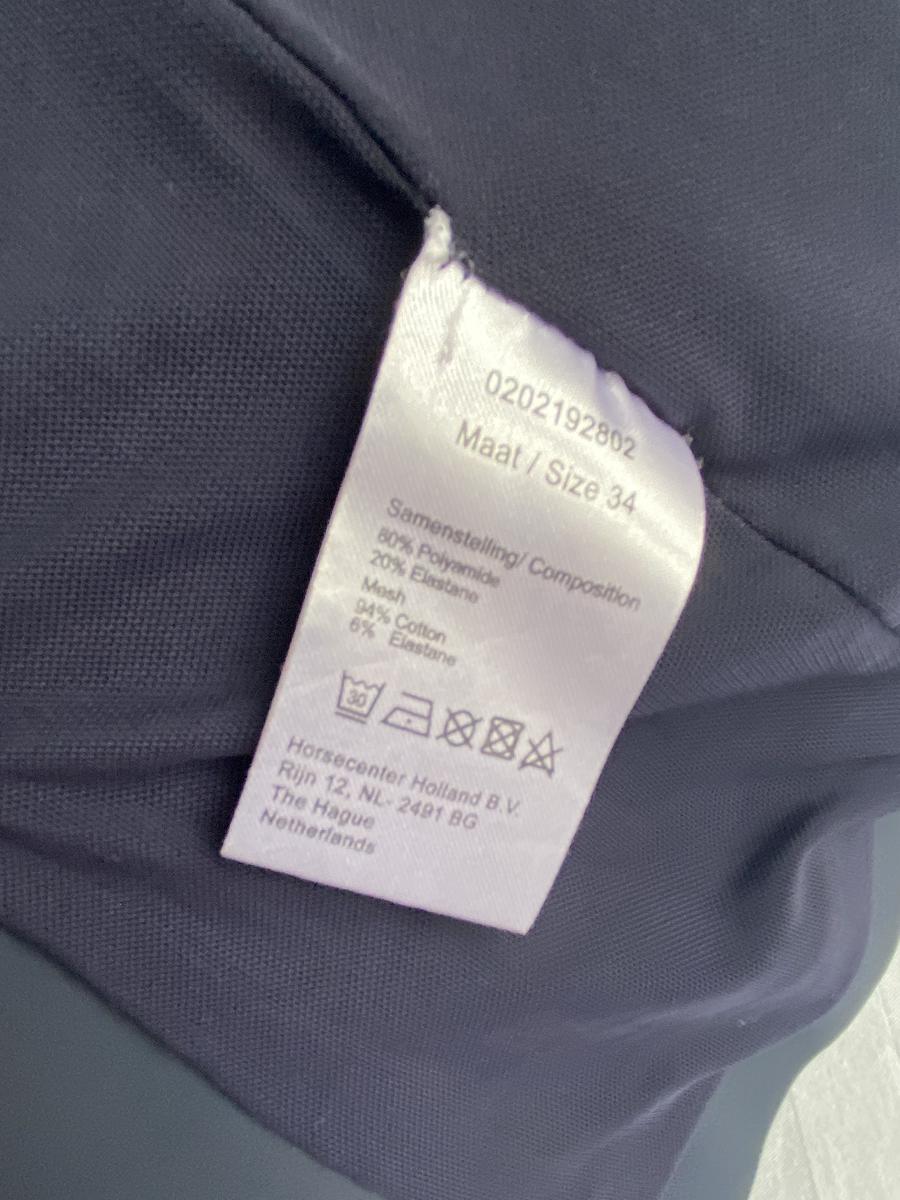 0202192802
Maat / Size 34
Samenstelling/ Composition
80% Polyamide
20% Elastane
Mesh
94% Cotton
6% Elastane
30
Horsecenter Holland B.V.
Rijn 12, NL- 2491 BG
The Hague
Netherlands